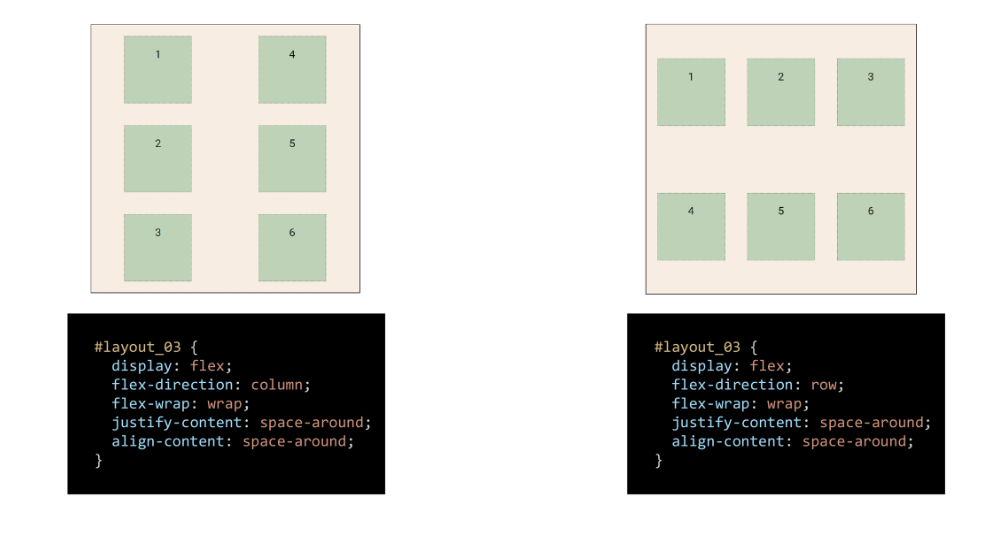 1 4
2 5
3 6
#layout_03 {
display: flex;
flex-direction: column;
flex-wrap: wrap;
justify-content: space-around;
align-content: space-around;
}
1 2 3
4 5 6
#layout_03 {
display: flex;
flex-direction: row;
flex-wrap: wrap;
justify-content: space-around;
align-content: space-around;
}